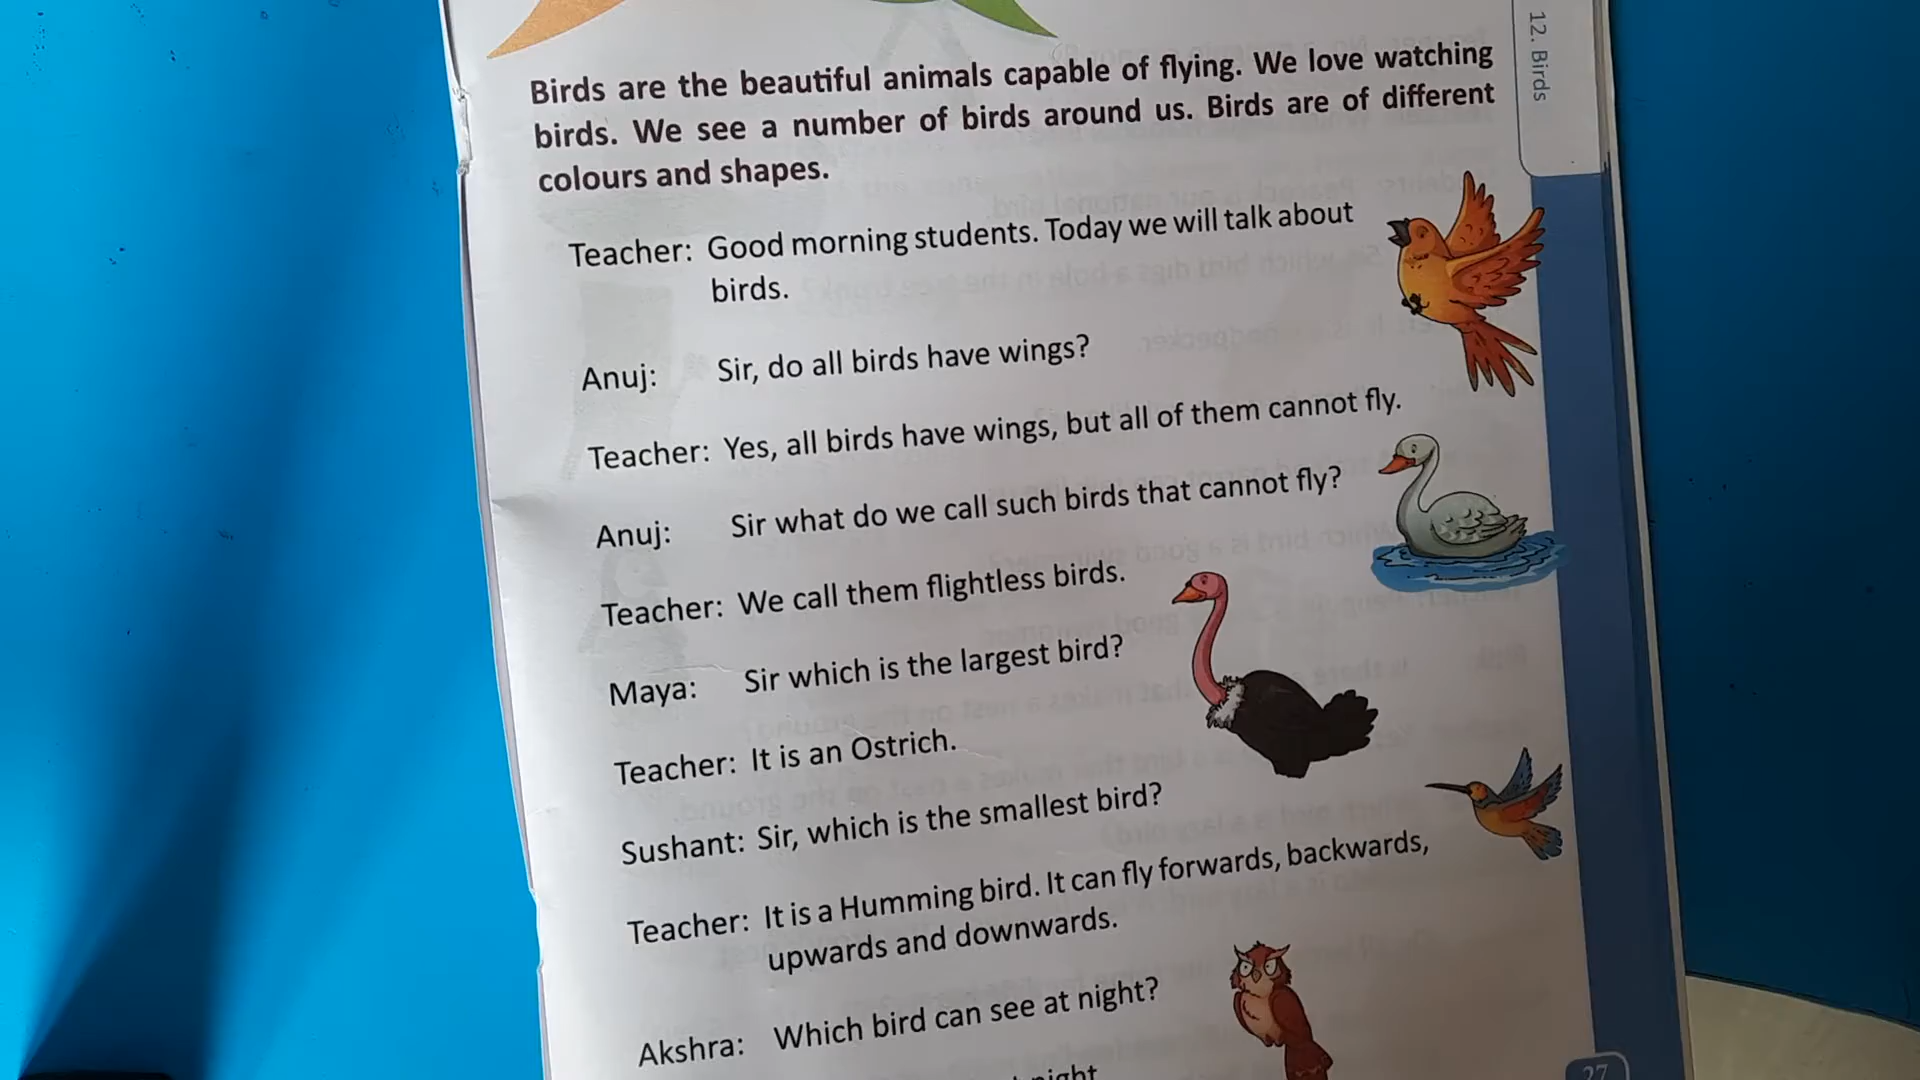 12. Birds
Birds are the beautiful animals capable of flying. We love watching
birds. We see a number of birds around us. Birds are of different
colours and shapes.
Teacher: Good morning students. Today we will talk about
birds.
Anuj: Sir, do all birds have wings?
Teacher: Yes, all birds have wings, but all of them cannot fly.
Anuj: Sir what do we call such birds that cannot fly?
Teacher: We call them flightless birds.
Maya: Sir which is the largest bird?
Teacher: It is an Ostrich.
Sushant: Sir, which is the smallest bird?
Teacher: It is a Humming bird. It can fly forwards, backwards,
upwards and downwards.
Akshra: Which bird can see at night?
night
27